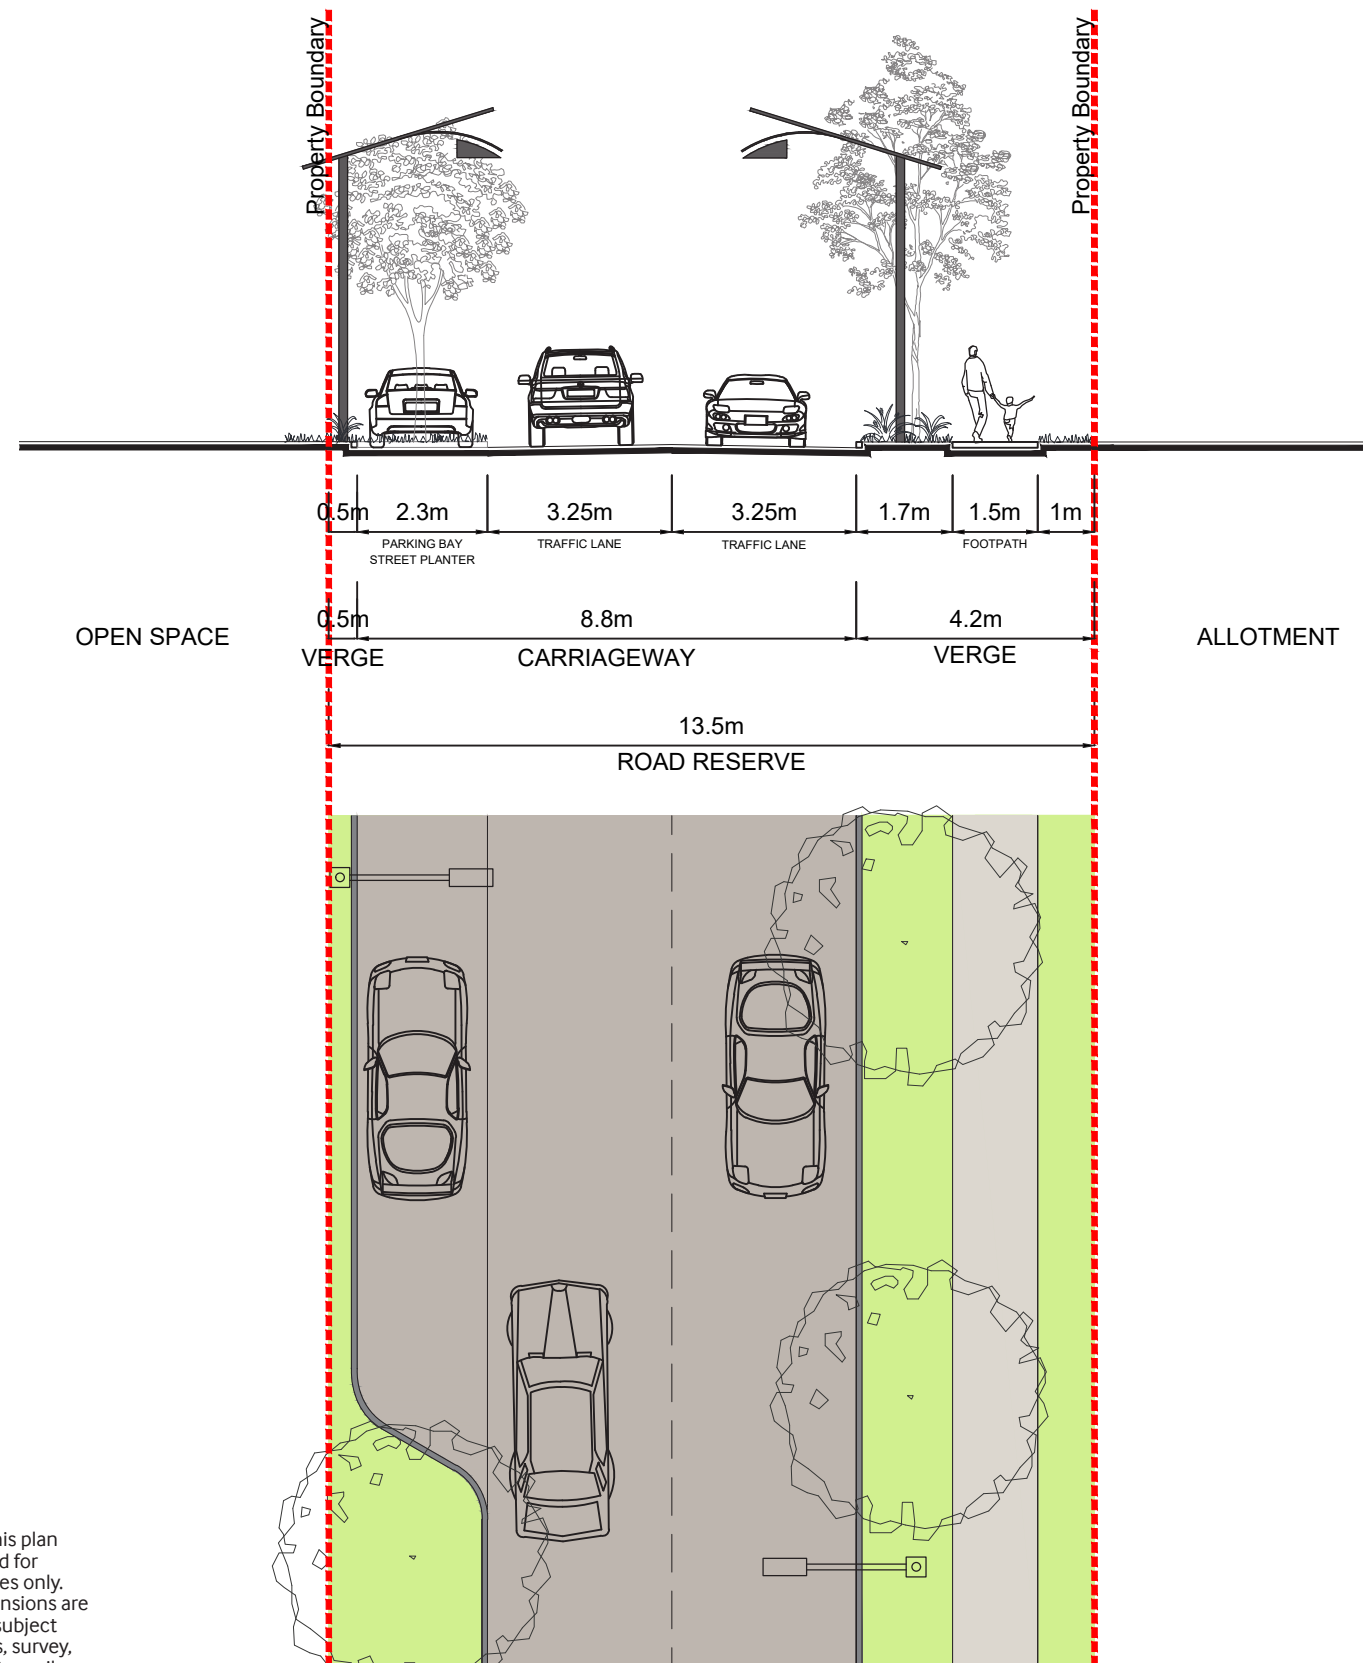 Property Boundary
Property Boundary
0.5m 2.3m 3.25m 3.25m 1.7m 1.5m 1m
PARKING BAY TRAFFIC LANE TRAFFIC LANE FOOTPATH
STREET PLANTER
0.5m 8.8m 4.2m
OPEN SPACE VERGE CARRIAGEWAY VERGE ALLOTMENT
13.5m
ROAD RESERVE
his plan
d for
es only.
nsions are
subject
s, survey,